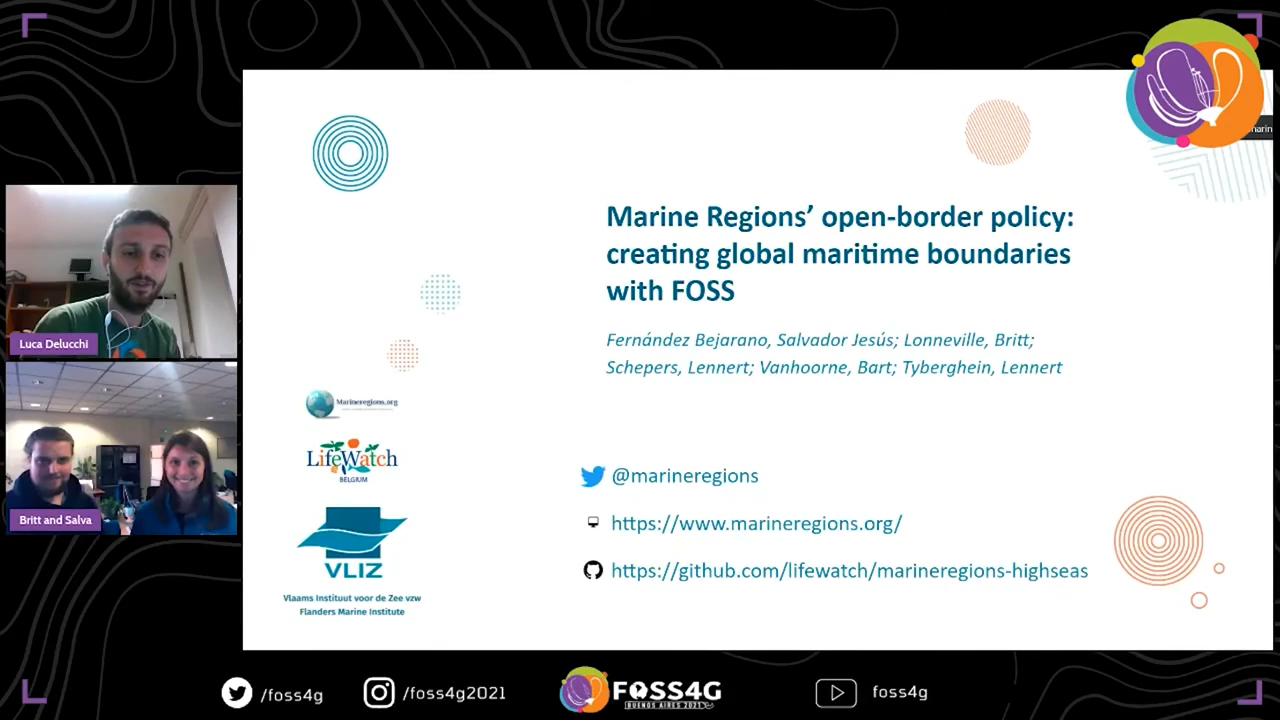 Luca Delucchi
Britt and Salva
Marine Regions’ open-border policy:
creating global maritime boundaries
with FOSS
Fernández Bejarano, Salvador Jesús; Lonneville, Britt;
Schepers, Lennert; Vanhoorne, Bart; Tyberghein, Lennert
Marineregions.org
LifeWatch
BELGIUM
VLIZ
Vlaams Instituut voor de Zee vzw
Flanders Marine Institute
@marineregions
https://www.marineregions.org/
https://github.com/lifewatch/marineregions-highseas
/foss4g
/foss4g2021
FOSS4G
BUENOS AIRES 2021
foss4g